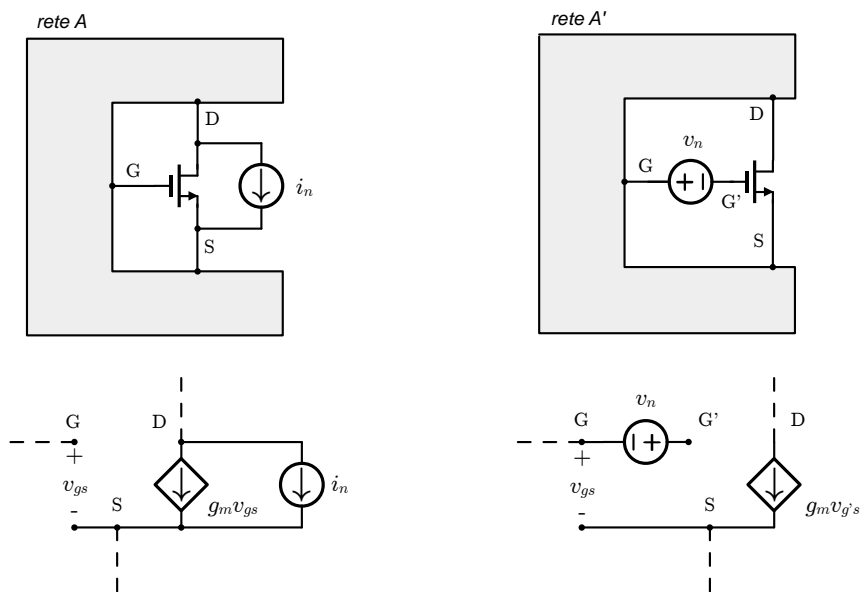 rete A
rete A'
D
G
i_n
S
D
v_n
G
G'
S
G
D
+
v_gs
-
S
g_m v_gs
i_n
v_n
G
G'
D
+
v_gs
-
S
g_m v_g's